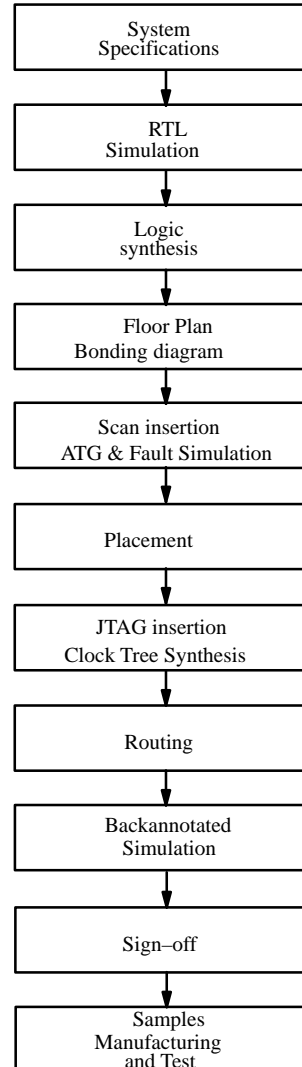 System
Specifications
RTL
Simulation
Logic
synthesis
Floor Plan
Bonding diagram
Scan insertion
ATG & Fault Simulation
Placement
JTAG insertion
Clock Tree Synthesis
Routing
Backannotated
Simulation
Sign–off
Samples
Manufacturing
and Test